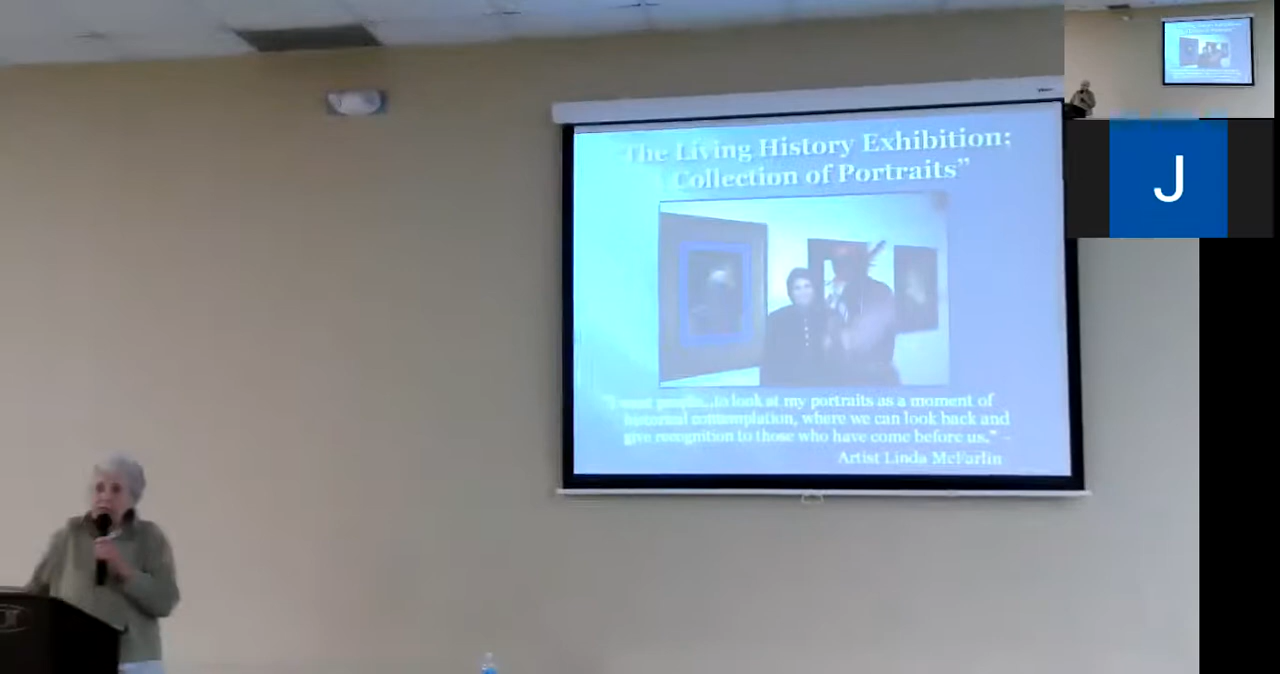 "The Living History Exhibition:
Collection of Portraits"
people...to look at my portraits as a moment of
historical contemplation, where we can look back and
give recognition to those who have come before us." –
Artist Linda McFarlin
J